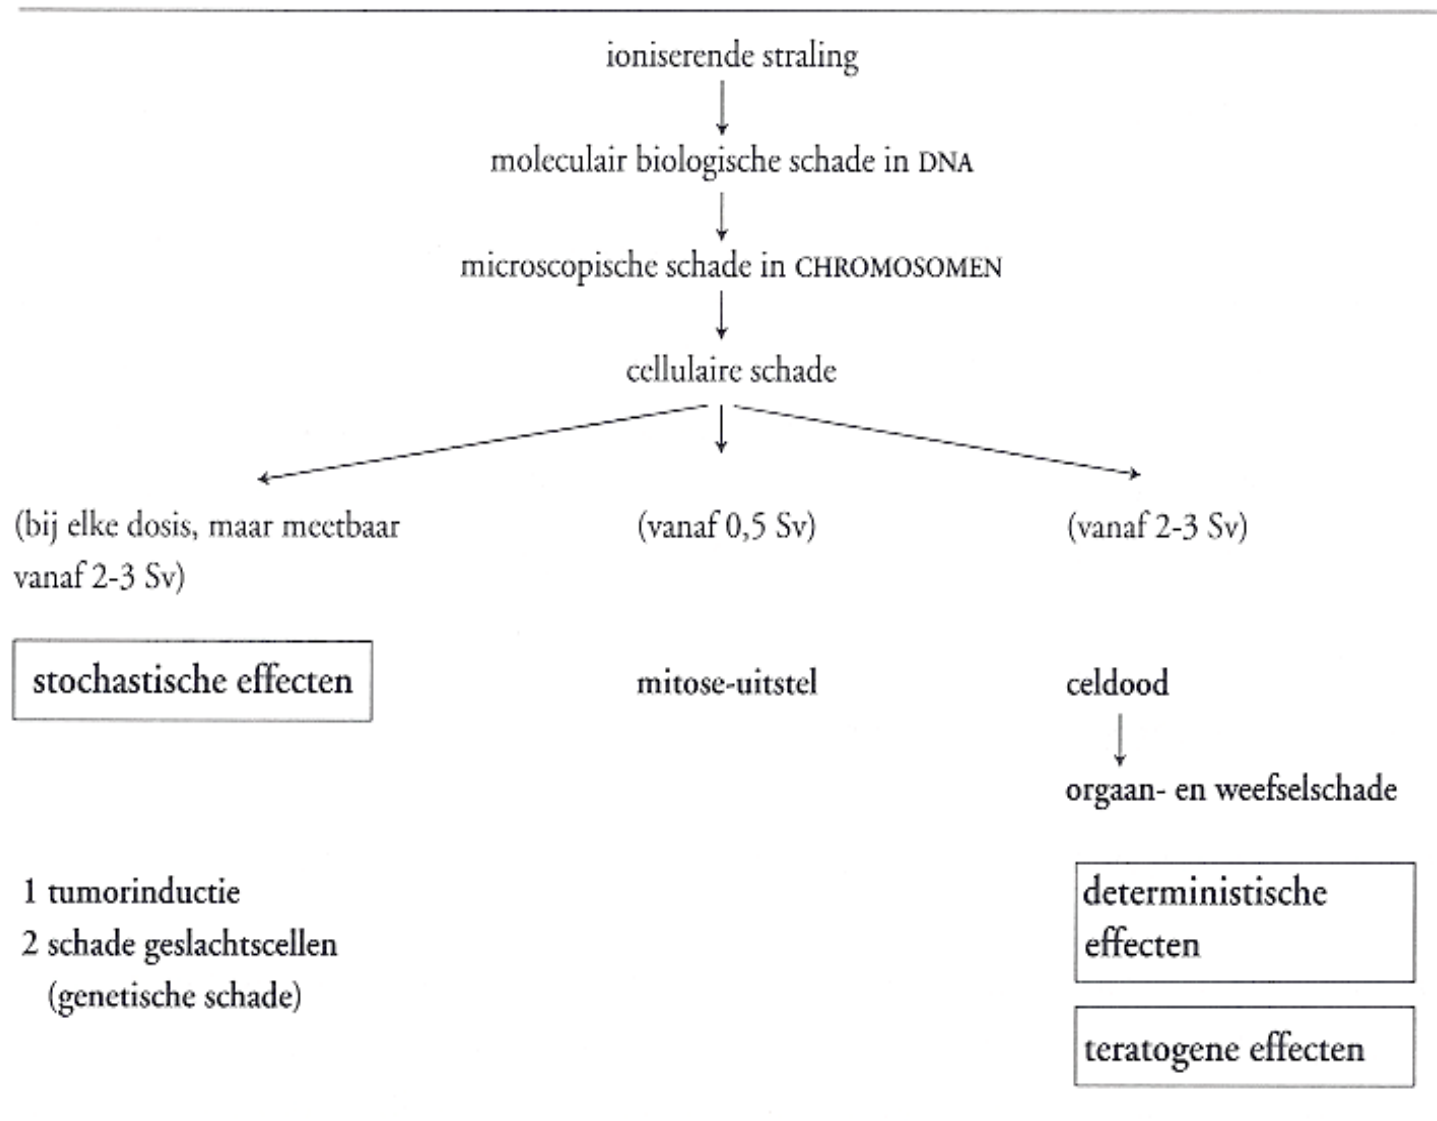 ioniserende straling
moleculair biologische schade in DNA
microscopische schade in CHROMOSOMEN
cellulaire schade
(bij elke dosis, maar meetbaar
vanaf 2-3 Sv)
(vanaf 0,5 Sv)
(vanaf 2-3 Sv)
stochastische effecten
mitose-uitstel
celdood
orgaan- en weefselschade
1 tumorinductie
2 schade geslachtscellen
(genetische schade)
deterministische
effecten
teratogene effecten